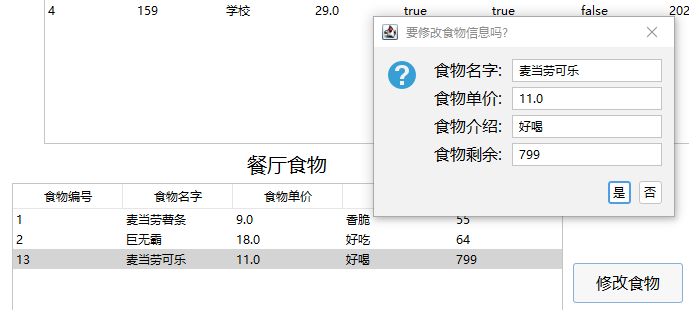 4 159 学校 29.0 true true false 202
要修改食物信息吗?
食物名字: 麦当劳可乐
食物单价: 11.0
食物介绍: 好喝
食物剩余: 799
是 否
餐厅食物
食物编号 食物名字 食物单价
1 麦当劳薯条 9.0 香脆 55
2 巨无霸 18.0 好吃 64
13 麦当劳可乐 11.0 好喝 799
修改食物